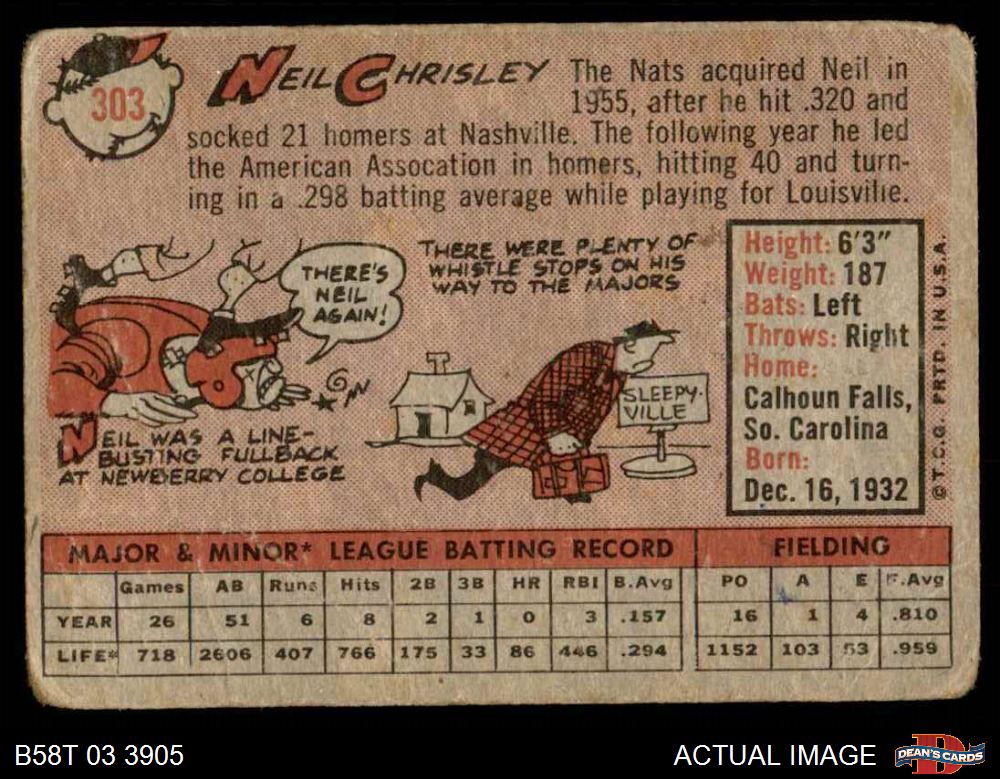 303
NEIL CHRISLEY
The Nats acquired Neil in
1955, after he hit .320 and
socked 21 homers at Nashville. The following year he led
the American Assocation in homers, hitting 40 and turn-
ing in a .298 batting average while playing for Louisville.
THERE'S
NEIL
AGAIN!
NEIL WAS A LINE-
BUSTING FULLBACK
AT NEWBERRY COLLEGE
THERE WERE PLENTY OF
WHISTLE STOPS ON HIS
WAY TO THE MAJORS
SLEEPY-
VILLE
Height: 6'3"
Weight: 187
Bats: Left
Throws: Right
Home:
Calhoun Falls,
So. Carolina
Born:
Dec. 16, 1932
© T.C.G. PRTD. IN U.S.A.
MAJOR & MINOR* LEAGUE BATTING RECORD FIELDING
Games AB Runs Hits 2B 3B HR RBI B.Avg PO A E F.Avg
YEAR 26 51 6 8 2 1 0 3 .157 16 1 4 .810
LIFE* 718 2606 407 766 175 33 86 446 .294 1152 103 53 .959
B58T 03 3905
ACTUAL IMAGE
D
DEAN'S CARDS